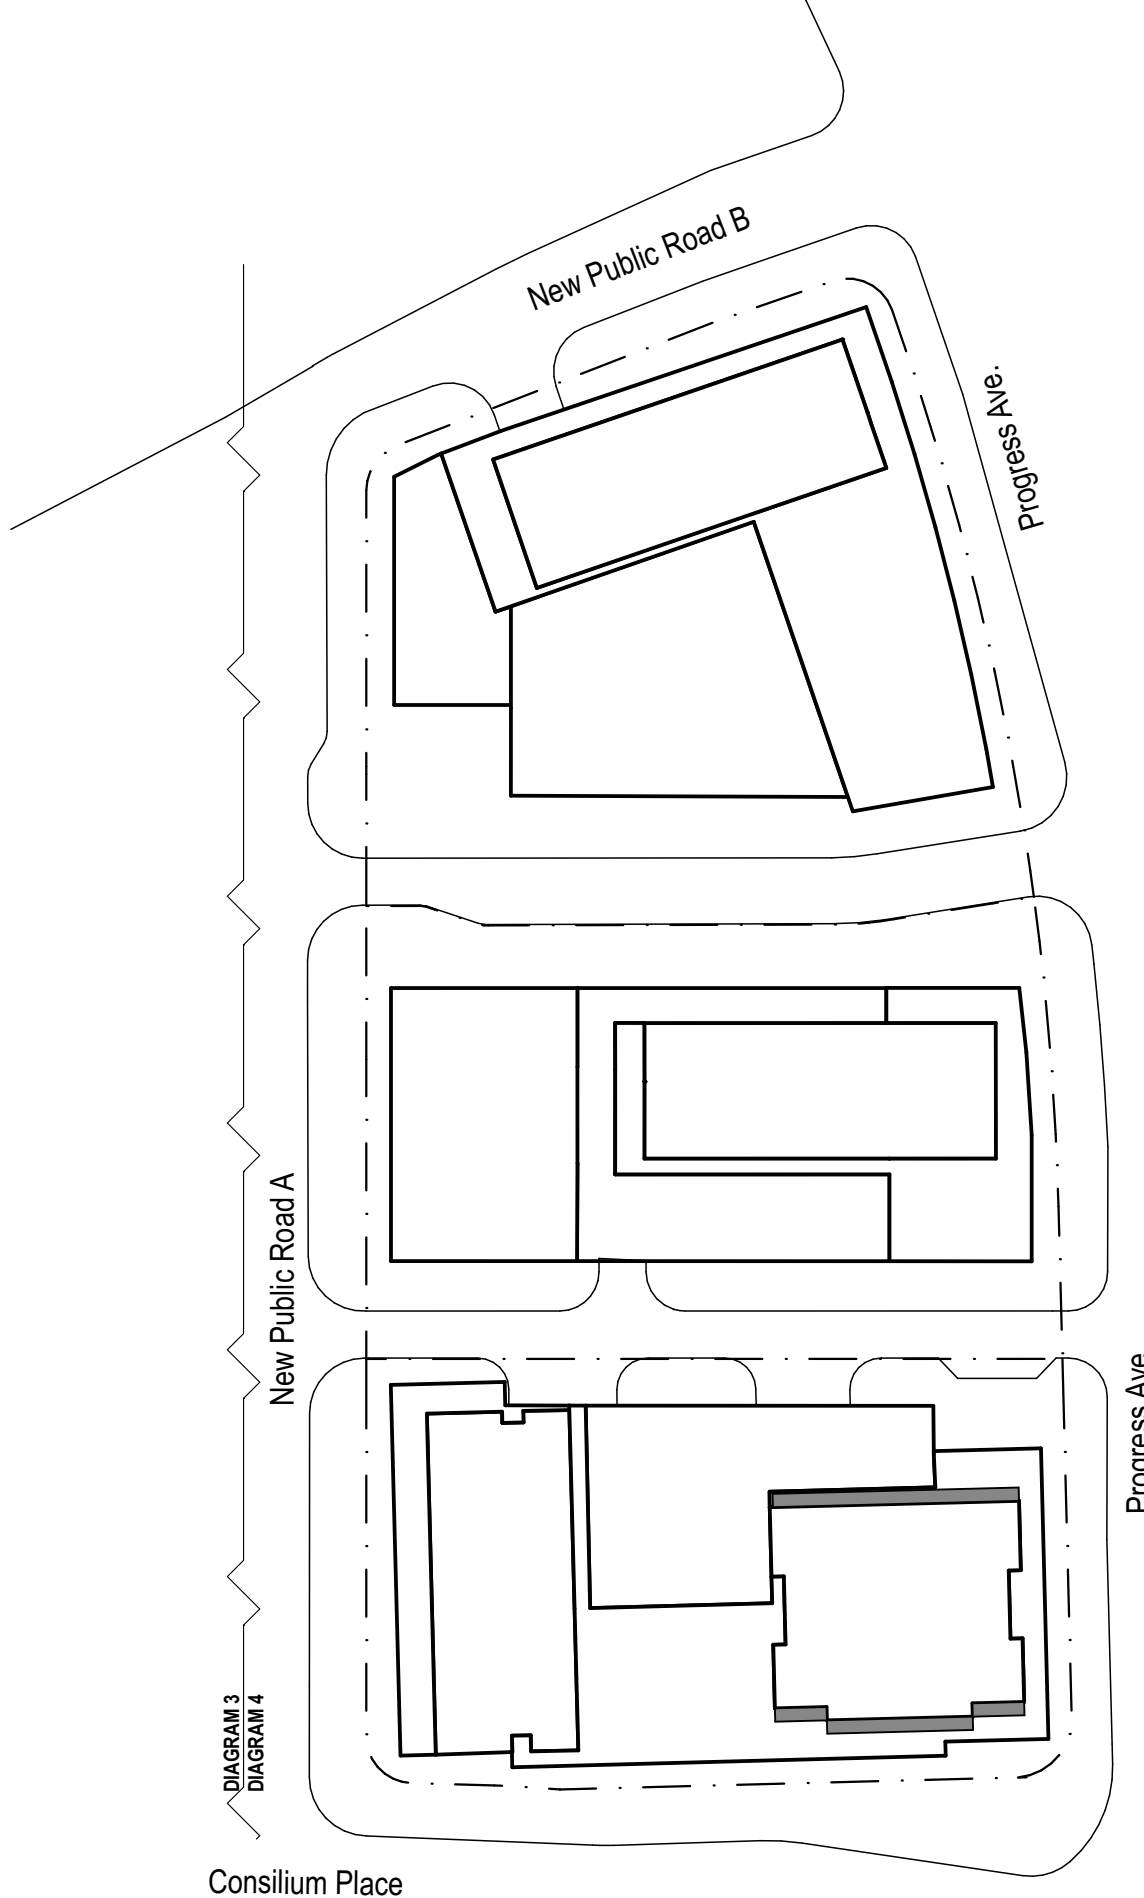 New Public Road B
Progress Ave.
New Public Road A
Progress Ave
DIAGRAM 3
DIAGRAM 4
Consilium Place